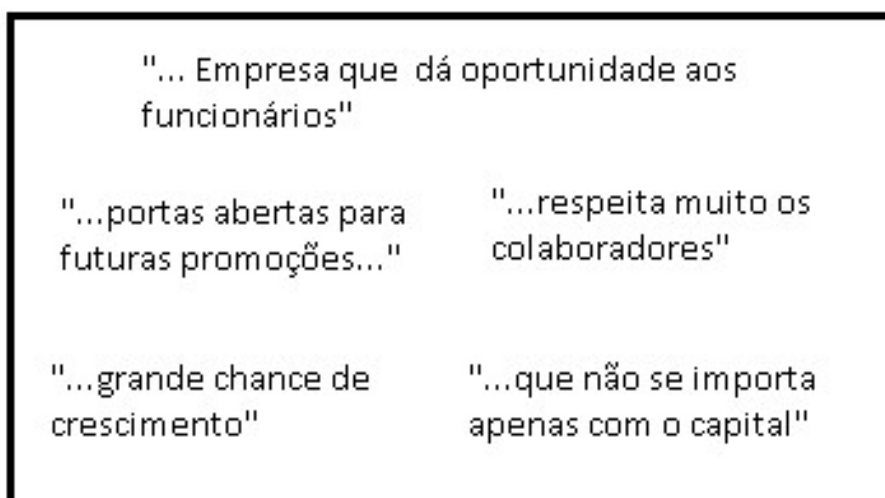 "... Empresa que dá oportunidade aos
funcionários"
"...portas abertas para
futuras promoções..."
"...respeita muito os
colaboradores"
"...grande chance de
crescimento"
"...que não se importa
apenas com o capital"